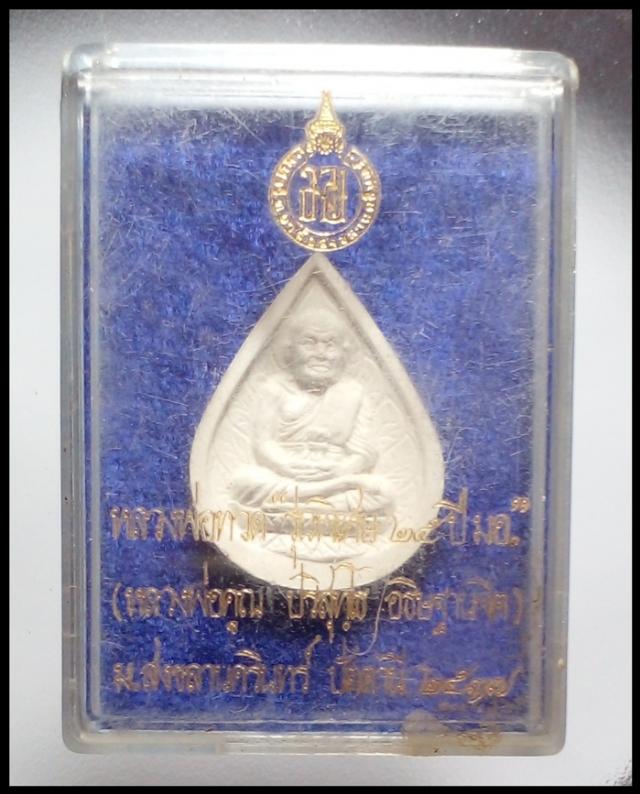 หลวงพ่อทวด "รุ่ ๒๕ ปี ม.อ."
(หลวงพ่อคูณ ปริสุทฺโธ อธิษฐานจิต)
ม.สงขลานครินทร์ ปัตตานี ๒๕๓๗